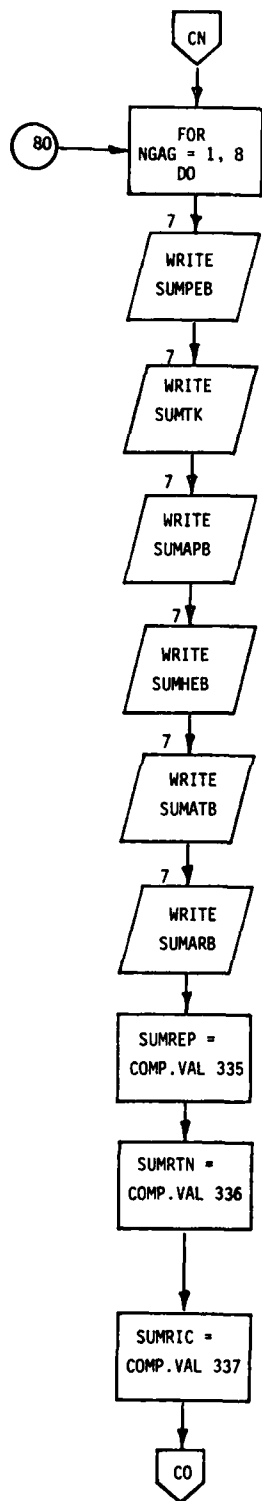 CN
80
FOR
NGAG = 1, 8
DO
7
WRITE
SUMPEB
7
WRITE
SUMTK
7
WRITE
SUMAPB
7
WRITE
SUMHEB
7
WRITE
SUMATB
7
WRITE
SUMARB
SUMREP =
COMP.VAL 335
SUMRTN =
COMP.VAL 336
SUMRIC =
COMP.VAL 337
CO